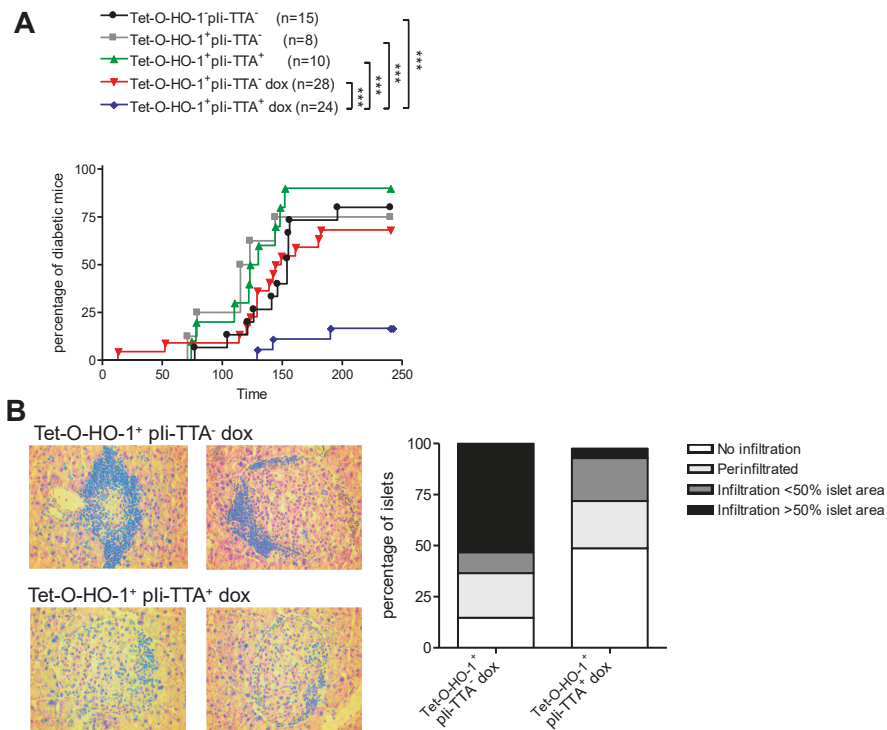 A
Tet-O-HO-1⁻pIi-TTA⁻ (n=15)
Tet-O-HO-1⁺pIi-TTA⁻ (n=8)
Tet-O-HO-1⁺pIi-TTA⁺ (n=10)
Tet-O-HO-1⁺pIi-TTA⁻ dox (n=28)
Tet-O-HO-1⁺pIi-TTA⁺ dox (n=24)
***
***
***
***
percentage of diabetic mice
100
75
50
25
0
0 50 100 150 200 250
Time
B
Tet-O-HO-1⁺ pIi-TTA⁻ dox
Tet-O-HO-1⁺ pIi-TTA⁺ dox
percentage of islets
100
75
50
25
0
Tet-O-HO-1⁺
pIi-TTA⁻ dox
Tet-O-HO-1⁺
pIi-TTA⁺ dox
No infiltration
Perinfiltrated
Infiltration <50% islet area
Infiltration >50% islet area